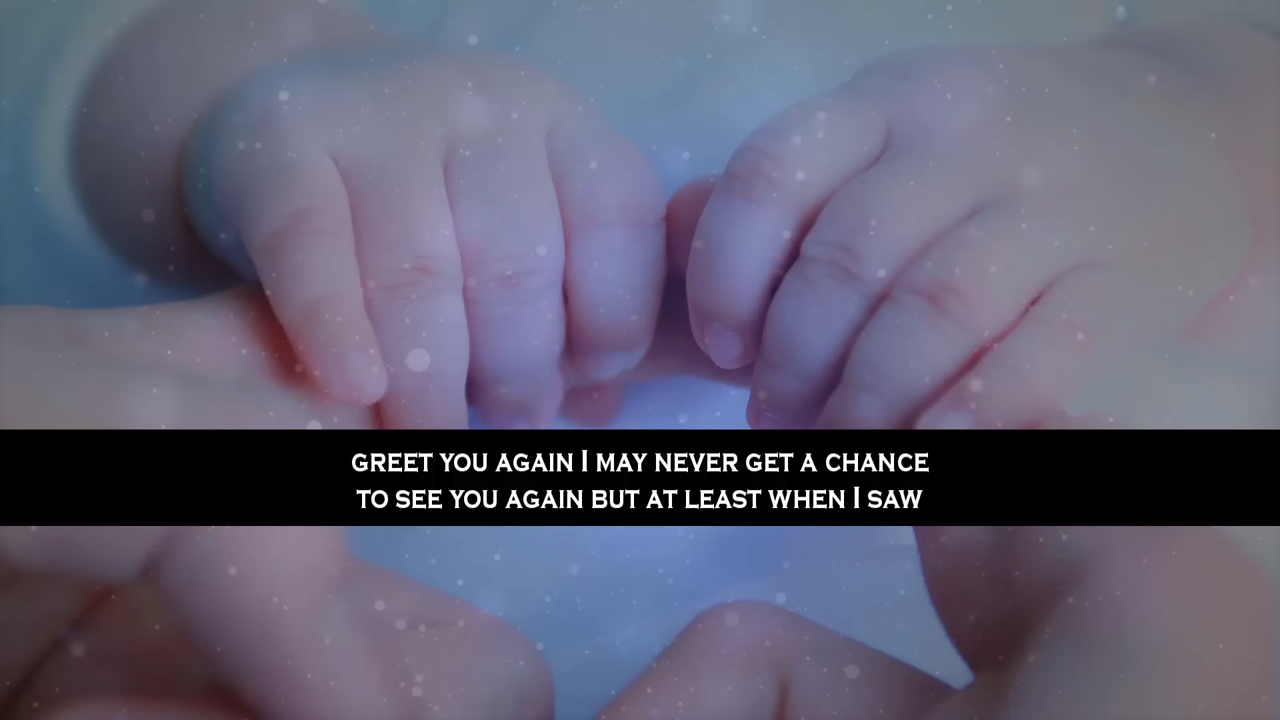 GREET YOU AGAIN I MAY NEVER GET A CHANCE
TO SEE YOU AGAIN BUT AT LEAST WHEN I SAW